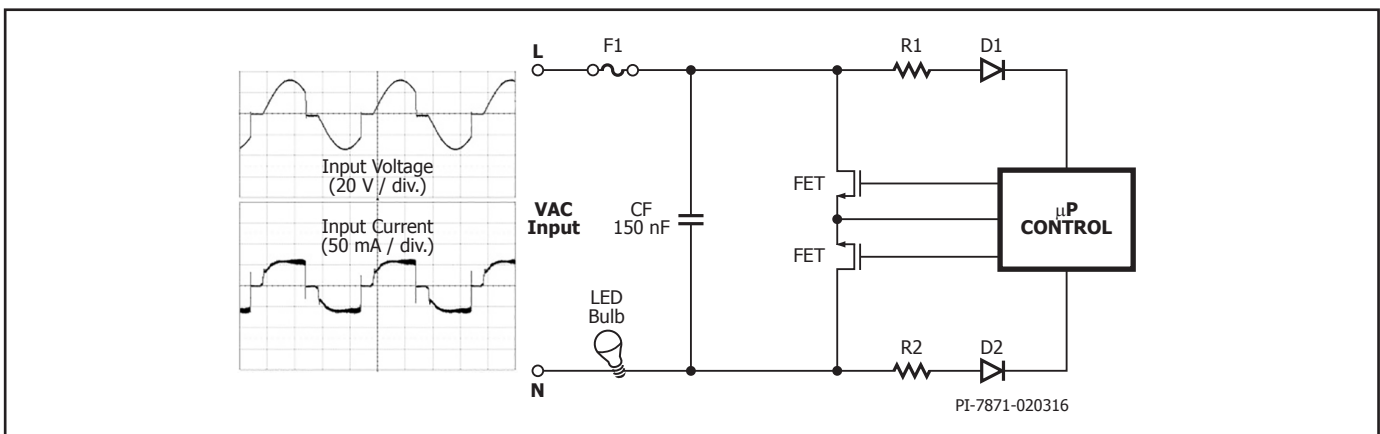 Input Voltage
(20 V / div.)
Input Current
(50 mA / div.)
L
F1
R1
D1
VAC
Input
CF
150 nF
FET
FET
µP
CONTROL
LED
Bulb
N
R2
D2
PI-7871-020316